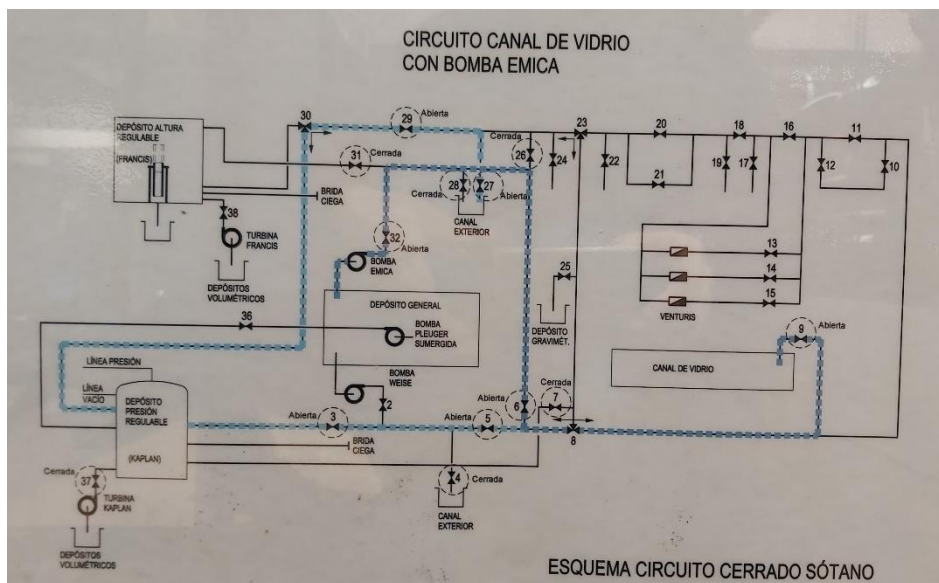 CIRCUITO CANAL DE VIDRIO
CON BOMBA EMICA
DEPÓSITO ALTURA
REGULABLE
(FRANCIS)
30
29
Abierta
31
Cerrada
Cerrada
26
24
23
22
20
21
18
19
17
16
12
11
10
28
Cerrada
27
Abierta
CANAL
EXTERIOR
BRIDA
CIEGA
38
TURBINA
FRANCIS
DEPÓSITOS
VOLUMÉTRICOS
32
Abierta
BOMBA
EMICA
13
14
15
VENTURIS
25
DEPÓSITO
GRAVIMÉT.
DEPÓSITO GENERAL
36
BOMBA
PLEUGER
SUMERGIDA
9
Abierta
CANAL DE VIDRIO
LÍNEA PRESIÓN
LÍNEA
VACÍO
DEPÓSITO
PRESIÓN
REGULABLE
(KAPLAN)
BOMBA
WEISE
2
Abierta
3
Abierta
5
Abierta
6
Cerrada
7
8
BRIDA
CIEGA
4
Cerrada
CANAL
EXTERIOR
Cerrada
37
TURBINA
KAPLAN
DEPÓSITOS
VOLUMÉTRICOS
ESQUEMA CIRCUITO CERRADO SÓTANO